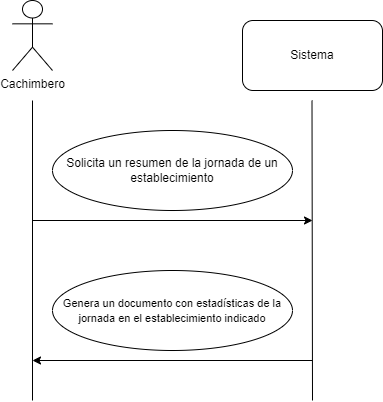 Sistema
Cachimbero
Solicita un resumen de la jornada de un
establecimiento
Genera un documento con estadísticas de la
jornada en el establecimiento indicado